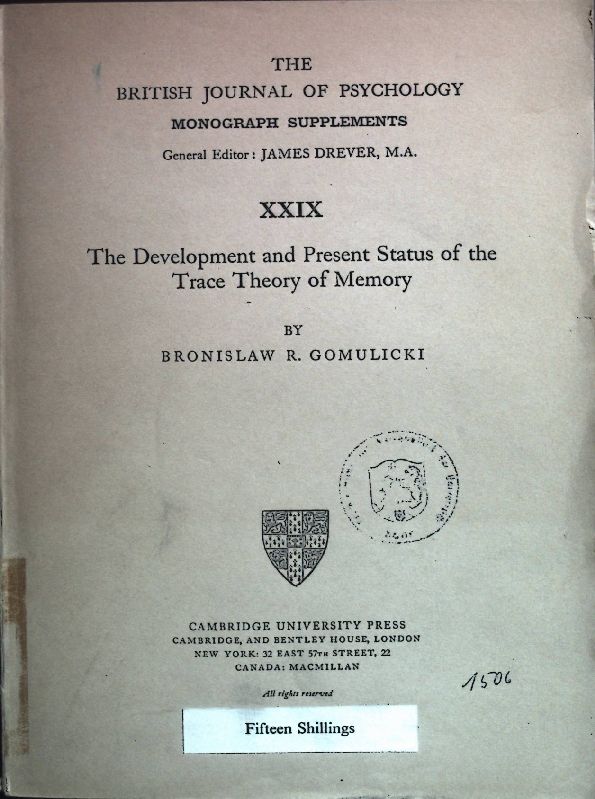 THE
BRITISH JOURNAL OF PSYCHOLOGY
MONOGRAPH SUPPLEMENTS
General Editor: JAMES DREVER, M.A.
XXIX
The Development and Present Status of the
Trace Theory of Memory
BY
BRONISLAW R. GOMULICKI
CAMBRIDGE UNIVERSITY PRESS
CAMBRIDGE, AND BENTLEY HOUSE, LONDON
NEW YORK: 32 EAST 57TH STREET, 22
CANADA: MACMILLAN
1506
All rights reserved
Fifteen Shillings